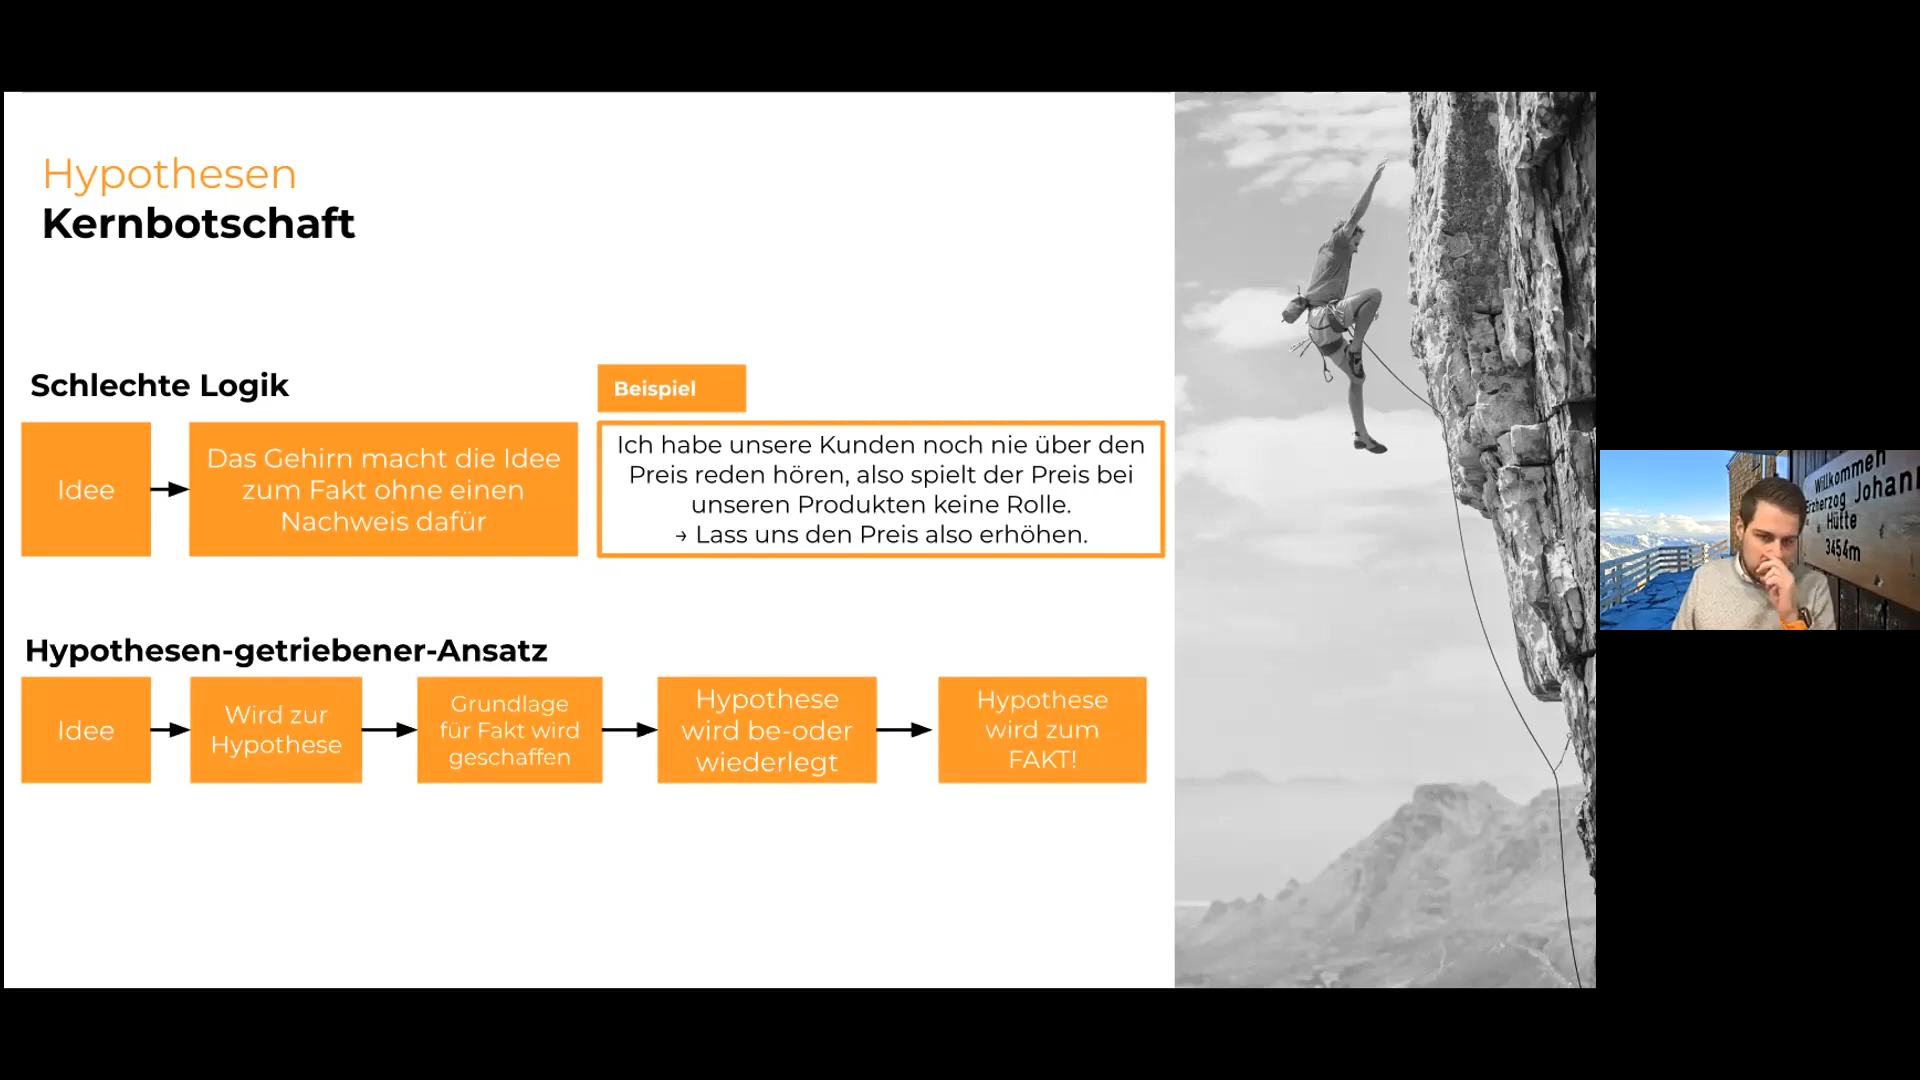 Hypothesen
Kernbotschaft
Schlechte Logik
Idee
Das Gehirn macht die Idee
zum Fakt ohne einen
Nachweis dafür
Beispiel
Ich habe unsere Kunden noch nie über den
Preis reden hören, also spielt der Preis bei
unseren Produkten keine Rolle.
→ Lass uns den Preis also erhöhen.
Hypothesen-getriebener-Ansatz
Idee
Wird zur
Hypothese
Grundlage
für Fakt wird
geschaffen
Hypothese
wird be-oder
wiederlegt
Hypothese
wird zum
FAKT!
Willkommen
Erzherzog Johann
Hütte
3454m